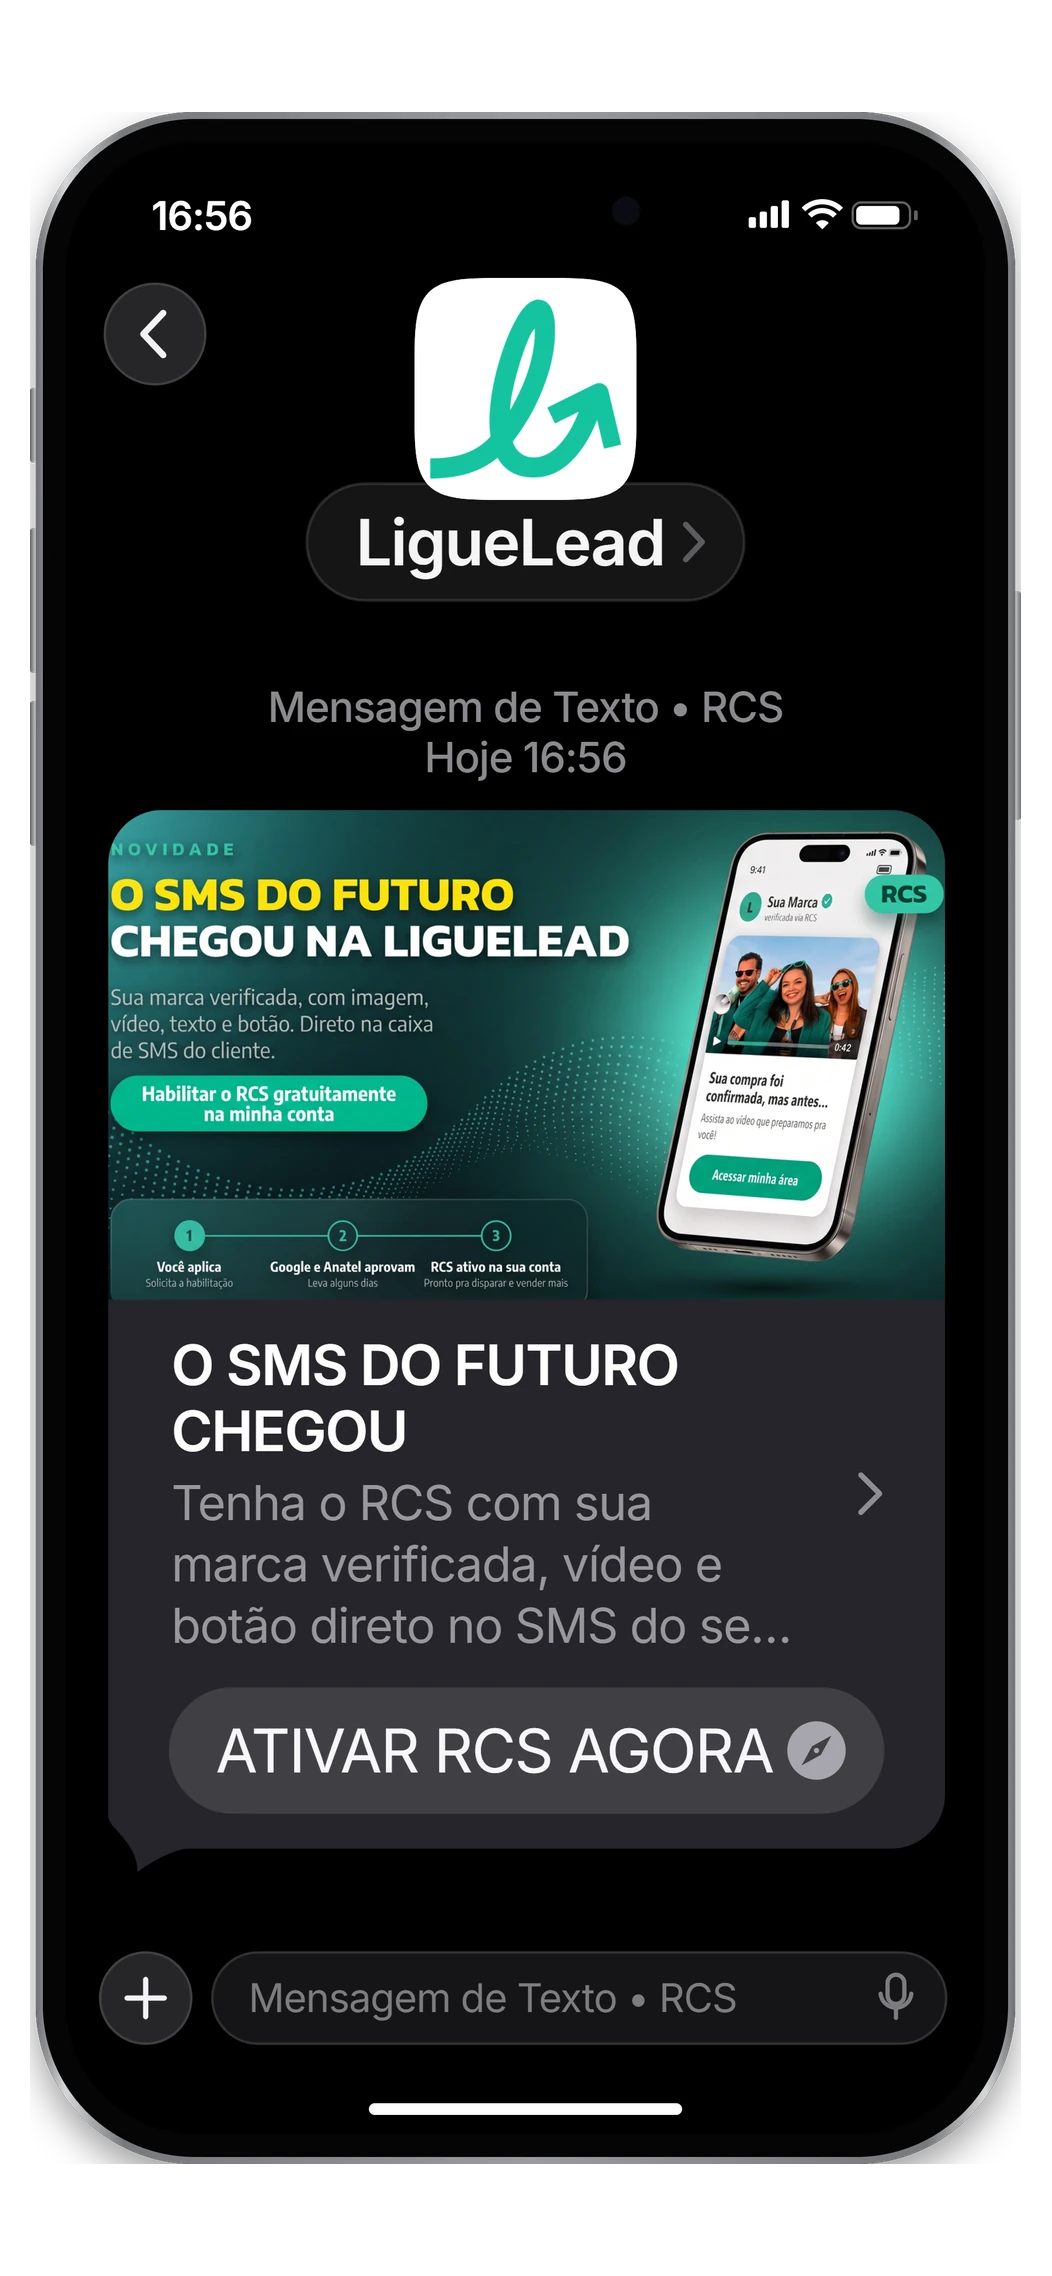 16:56
LigueLead
Mensagem de Texto • RCS
Hoje 16:56
NOVIDADE
O SMS DO FUTURO
CHEGOU NA LIGUELEAD
Sua marca verificada, com imagem,
vídeo, texto e botão. Direto na caixa
de SMS do cliente.
Habilitar o RCS gratuitamente
na minha conta
1
2
3
Você aplica
Google e Anatel aprovam
RCS ativo na sua conta
Solicita a habilitação
Leva alguns dias
Pronto pra disparar e vender mais
9:41
RCS
L
Sua Marca
verificada via RCS
0:42
Sua compra foi
confirmada, mas antes...
Assista ao vídeo que preparamos pra
você!
Acessar minha área
O SMS DO FUTURO
CHEGOU
Tenha o RCS com sua
marca verificada, vídeo e
botão direto no SMS do se...
ATIVAR RCS AGORA
Mensagem de Texto • RCS